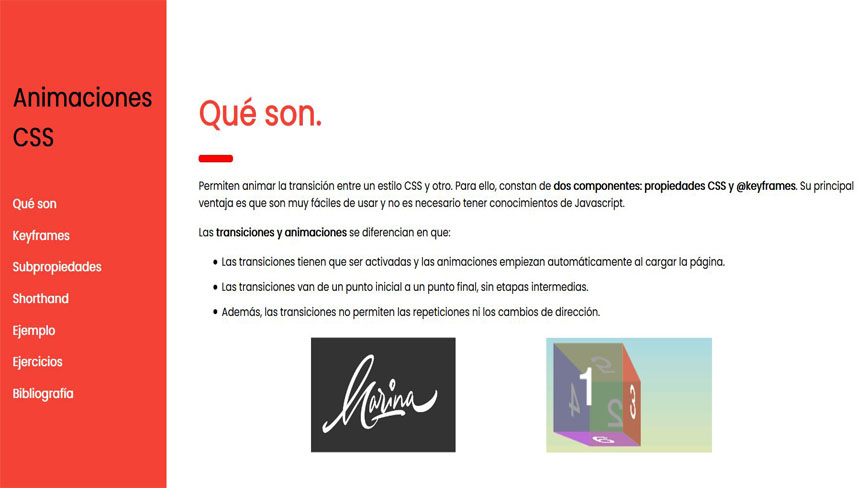 Animaciones
CSS
Qué son
Keyframes
Subpropiedades
Shorthand
Ejemplo
Ejercicios
Bibliografía
Qué son.
Permiten animar la transición entre un estilo CSS y otro. Para ello, constan de dos componentes: propiedades CSS y @keyframes. Su principal
ventaja es que son muy fáciles de usar y no es necesario tener conocimientos de Javascript.
Las transiciones y animaciones se diferencian en que:
• Las transiciones tienen que ser activadas y las animaciones empiezan automáticamente al cargar la página.
• Las transiciones van de un punto inicial a un punto final, sin etapas intermedias.
• Además, las transiciones no permiten las repeticiones ni los cambios de dirección.
Marina
5
1
4
2
3
6